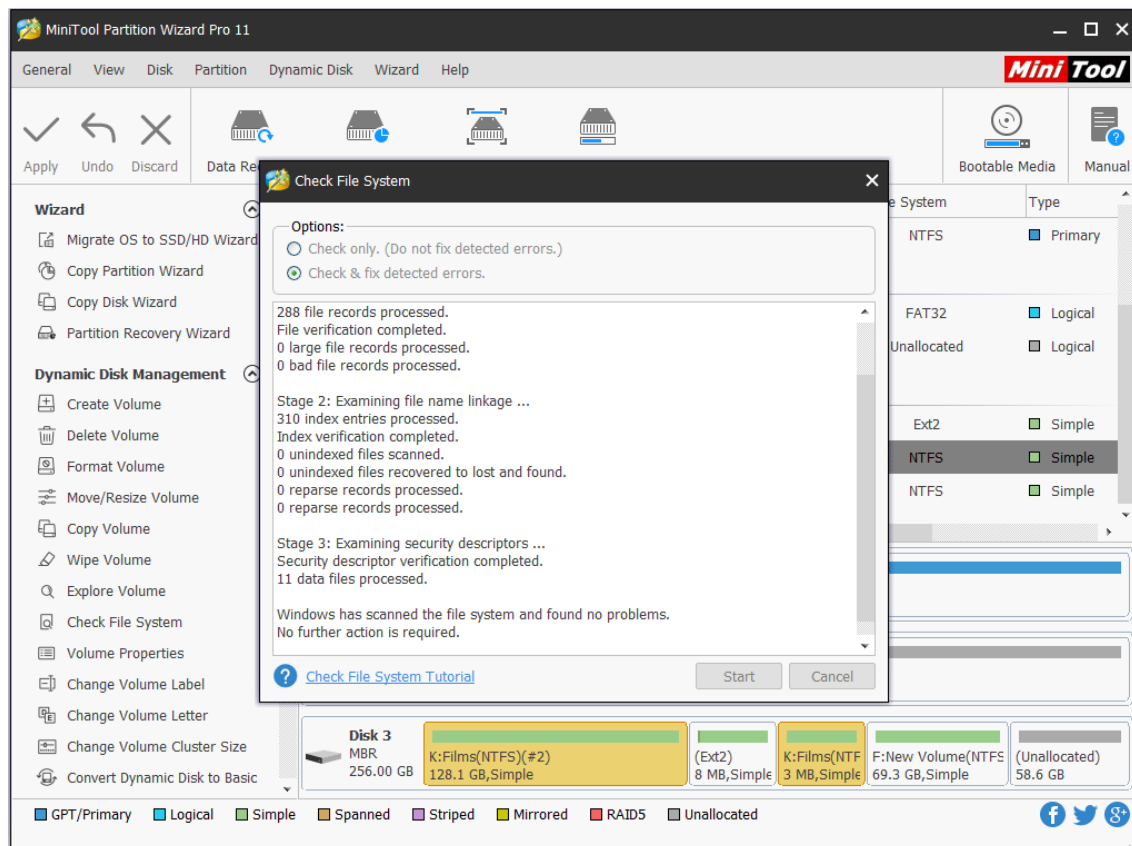 MiniTool Partition Wizard Pro 11
General View Disk Partition Dynamic Disk Wizard Help
Mini Tool
Apply Undo Discard Data Re Bootable Media Manual
Check File System
Options:
Check only. (Do not fix detected errors.)
Check & fix detected errors.
288 file records processed.
File verification completed.
0 large file records processed.
0 bad file records processed.
Stage 2: Examining file name linkage ...
310 index entries processed.
Index verification completed.
0 unindexed files scanned.
0 unindexed files recovered to lost and found.
0 reparse records processed.
0 reparse records processed.
Stage 3: Examining security descriptors ...
Security descriptor verification completed.
11 data files processed.
Windows has scanned the file system and found no problems.
No further action is required.
? Check File System Tutorial
Start Cancel
Wizard
Migrate OS to SSD/HD Wizard
Copy Partition Wizard
Copy Disk Wizard
Partition Recovery Wizard
Dynamic Disk Management
Create Volume
Delete Volume
Format Volume
Move/Resize Volume
Copy Volume
Wipe Volume
Explore Volume
Check File System
Volume Properties
Change Volume Label
Change Volume Letter
Change Volume Cluster Size
Convert Dynamic Disk to Basic
e System Type
NTFS Primary
FAT32 Logical
Unallocated Logical
Ext2 Simple
NTFS Simple
NTFS Simple
Disk 3
MBR
256.00 GB
K:Films(NTFS)(#2)
128.1 GB,Simple
(Ext2)
8 MB,Simple
K:Films(NTF
3 MB,Simple
F:New Volume(NTFS
69.3 GB,Simple
(Unallocated)
58.6 GB
GPT/Primary Logical Simple Spanned Striped Mirrored RAID5 Unallocated